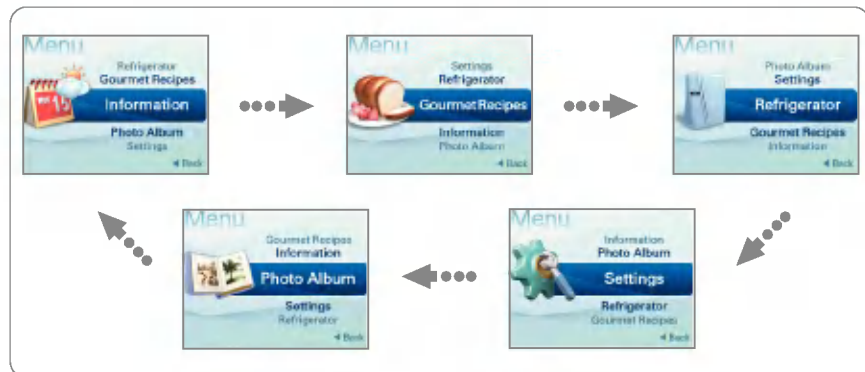 Menu
Refrigerator
Gourmet Recipes
Information
Photo Album
Settings
◄ Back
Menu
Settings
Refrigerator
Gourmet Recipes
Information
Photo Album
◄ Back
Menu
Photo Album
Settings
Refrigerator
Gourmet Recipes
Information
◄ Back
Menu
Gourmet Recipes
Information
Photo Album
Settings
Refrigerator
◄ Back
Menu
Information
Photo Album
Settings
Refrigerator
Gourmet Recipes
◄ Back